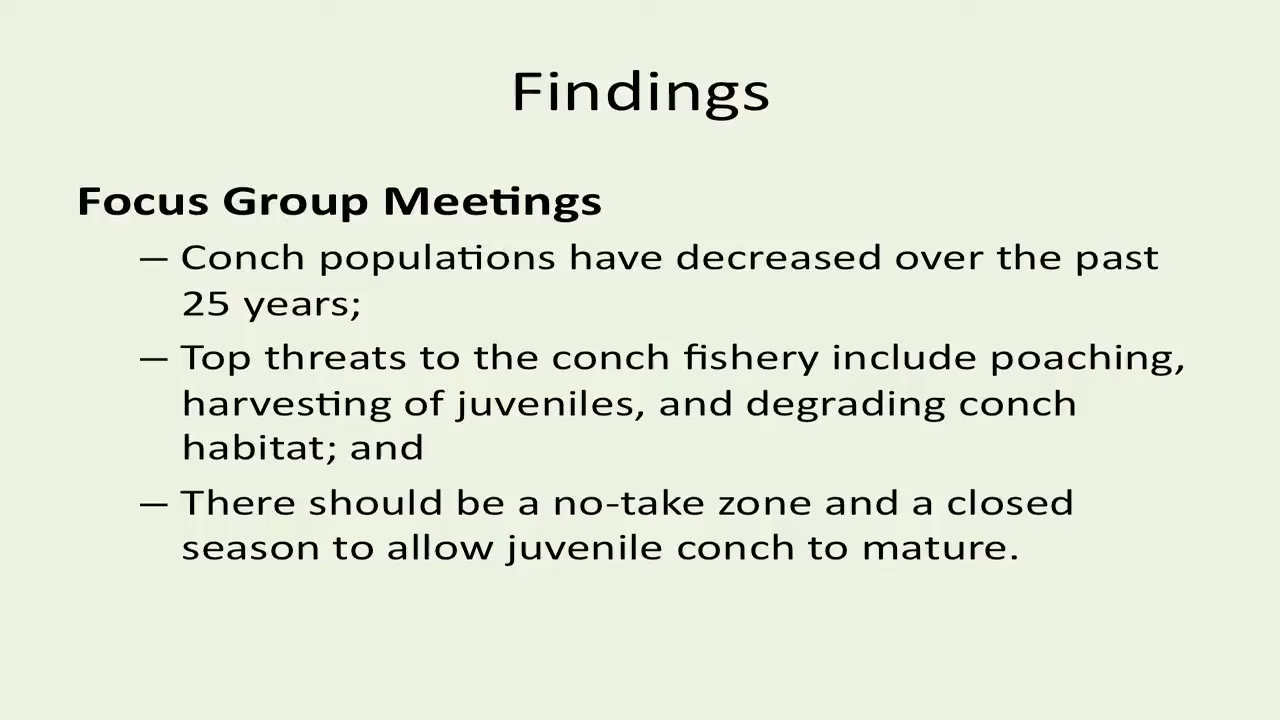 Findings
Focus Group Meetings
— Conch populations have decreased over the past
25 years;
— Top threats to the conch fishery include poaching,
harvesting of juveniles, and degrading conch
habitat; and
— There should be a no-take zone and a closed
season to allow juvenile conch to mature.